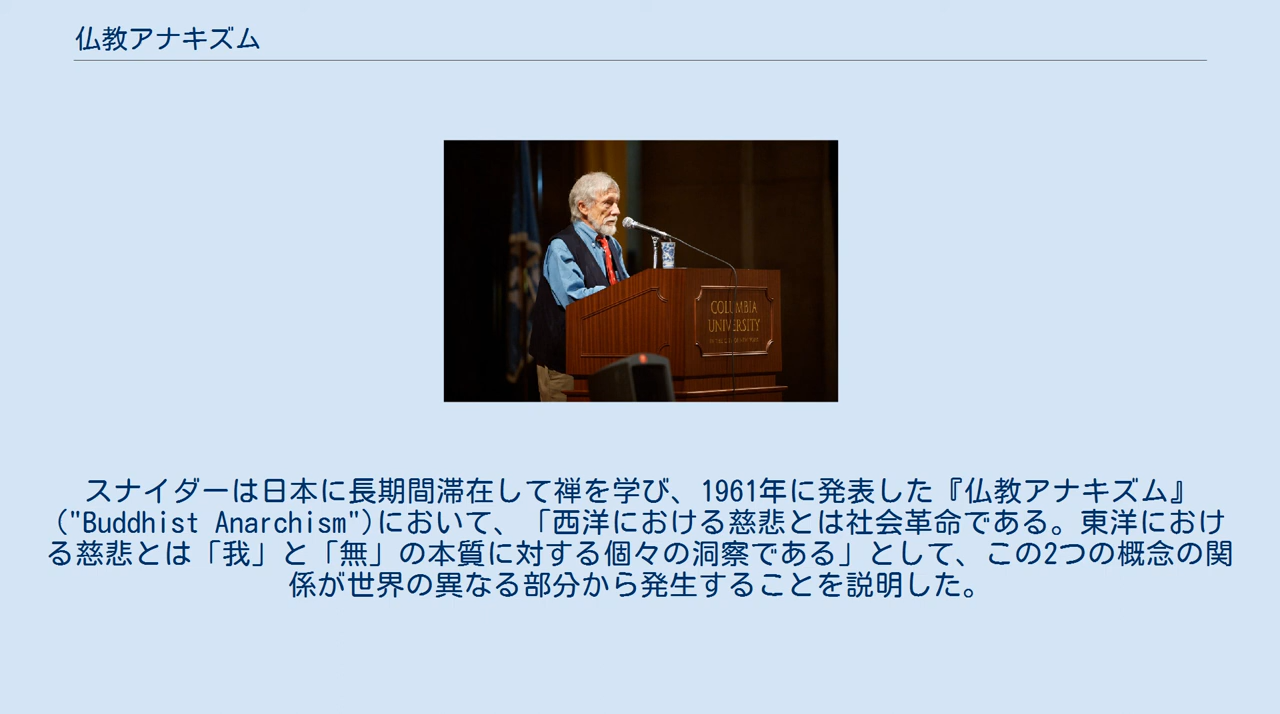 仏教アナキズム
COLUMBIA
UNIVERSITY
スナイダーは日本に長期間滞在して禅を学び、1961年に発表した『仏教アナキズム』
("Buddhist Anarchism")において、「西洋における慈悲とは社会革命である。東洋におけ
る慈悲とは「我」と「無」の本質に対する個々の洞察である」として、この2つの概念の関
係が世界の異なる部分から発生することを説明した。